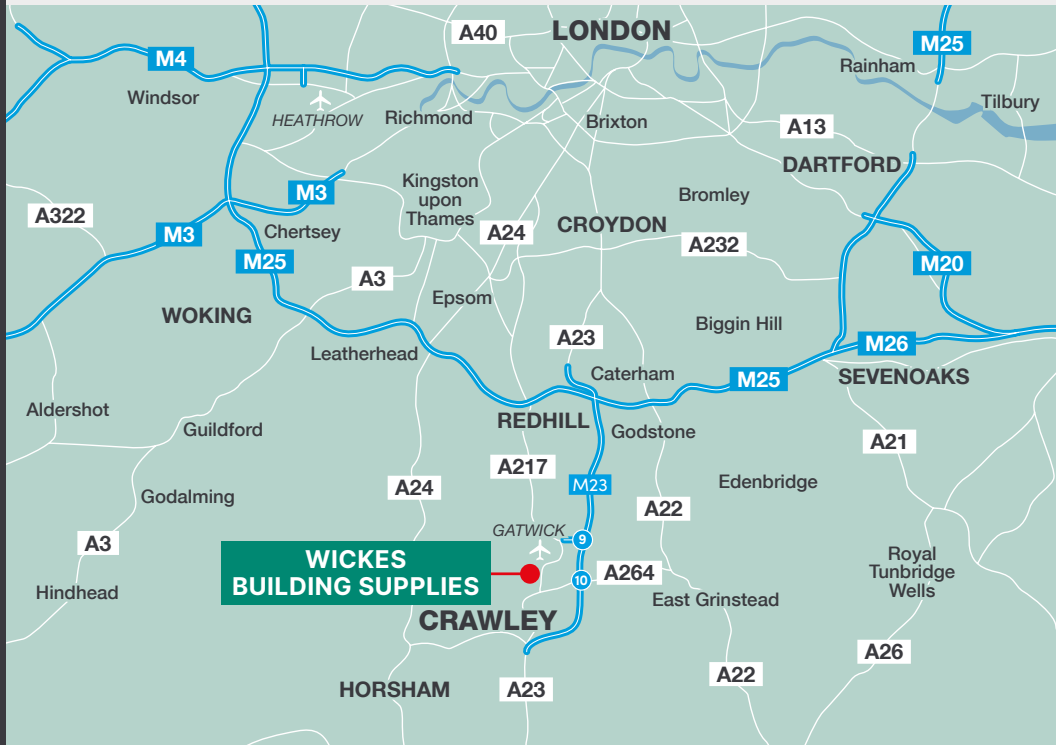 A40
LONDON
M4
M25
Rainham
Windsor
HEATHROW
Richmond
Brixton
Tilbury
A13
DARTFORD
Kingston
upon
Thames
M3
Bromley
A322
M3
Chertsey
A24
CROYDON
A232
M25
A3
M20
Epsom
WOKING
Biggin Hill
A23
M26
Leatherhead
Caterham
M25
SEVENOAKS
Aldershot
REDHILL
Godstone
Guildford
A21
A217
M23
Edenbridge
A24
Godalming
A22
GATWICK
9
A3
WICKES
BUILDING SUPPLIES
10
A264
Royal
Tunbridge
Wells
Hindhead
East Grinstead
CRAWLEY
A26
HORSHAM
A23
A22